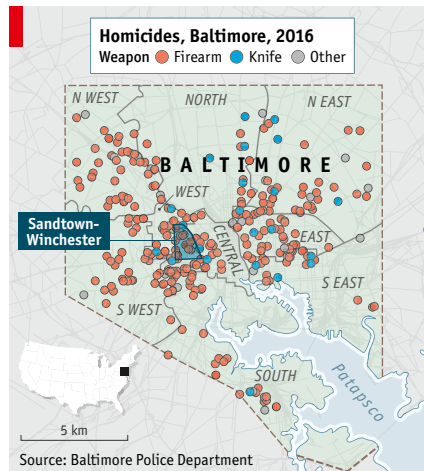 Homicides, Baltimore, 2016
Weapon Firearm Knife Other
N WEST
NORTH
N EAST
BALTIMORE
WEST
Sandtown-
Winchester
CENTRAL
EAST
S EAST
S WEST
SOUTH
Patapsco
5 km
Source: Baltimore Police Department